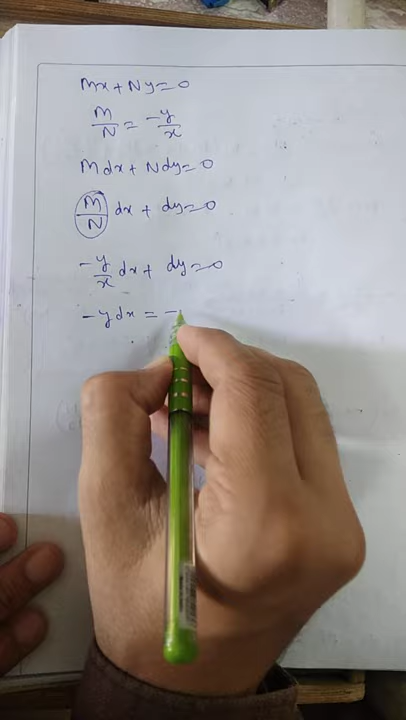 Mx + Ny = 0
M/N = -y/x
Mdx + Ndy = 0
M/N dx + dy = 0
-y/x dx + dy = 0
-ydx = -